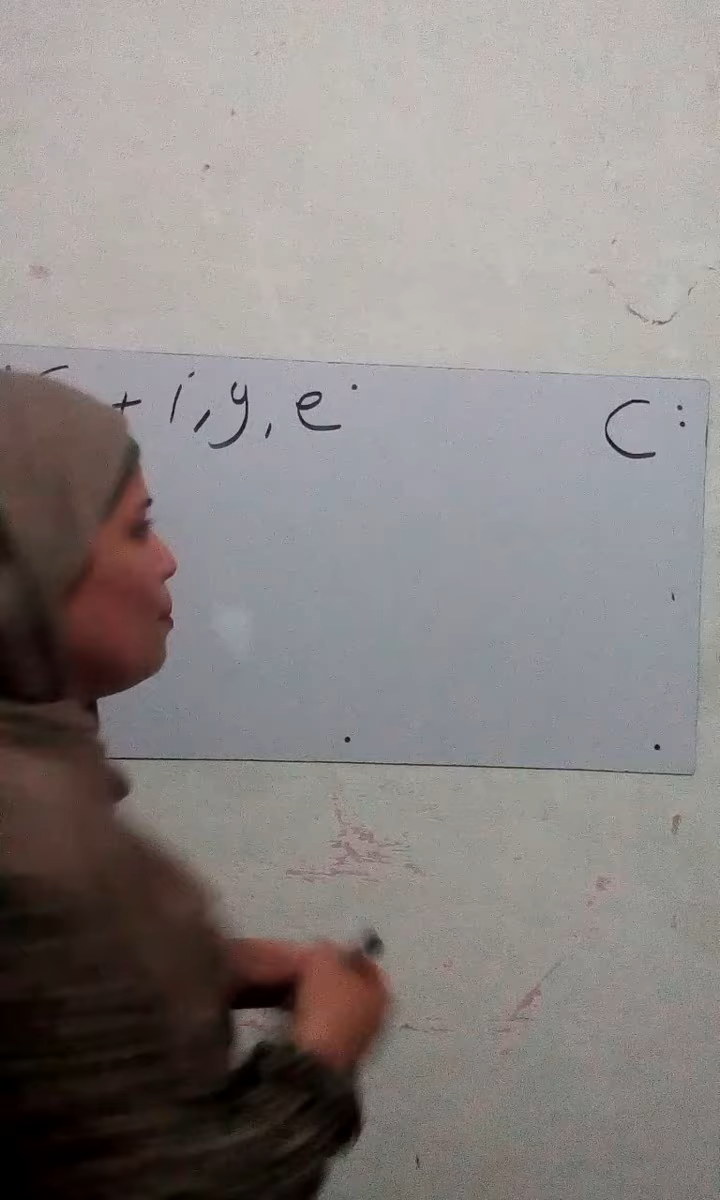 + i, y, e. C: